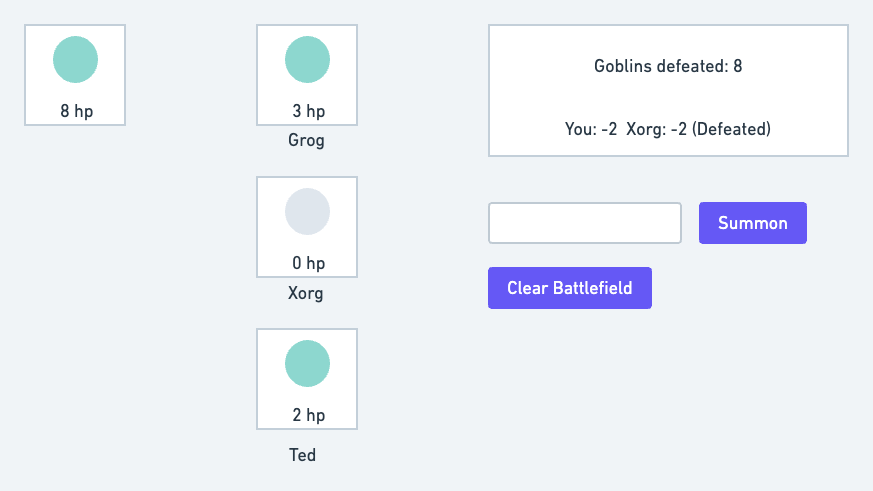 8 hp
3 hp
Grog
0 hp
Xorg
2 hp
Ted
Goblins defeated: 8
You: -2  Xorg: -2 (Defeated)
Summon
Clear Battlefield